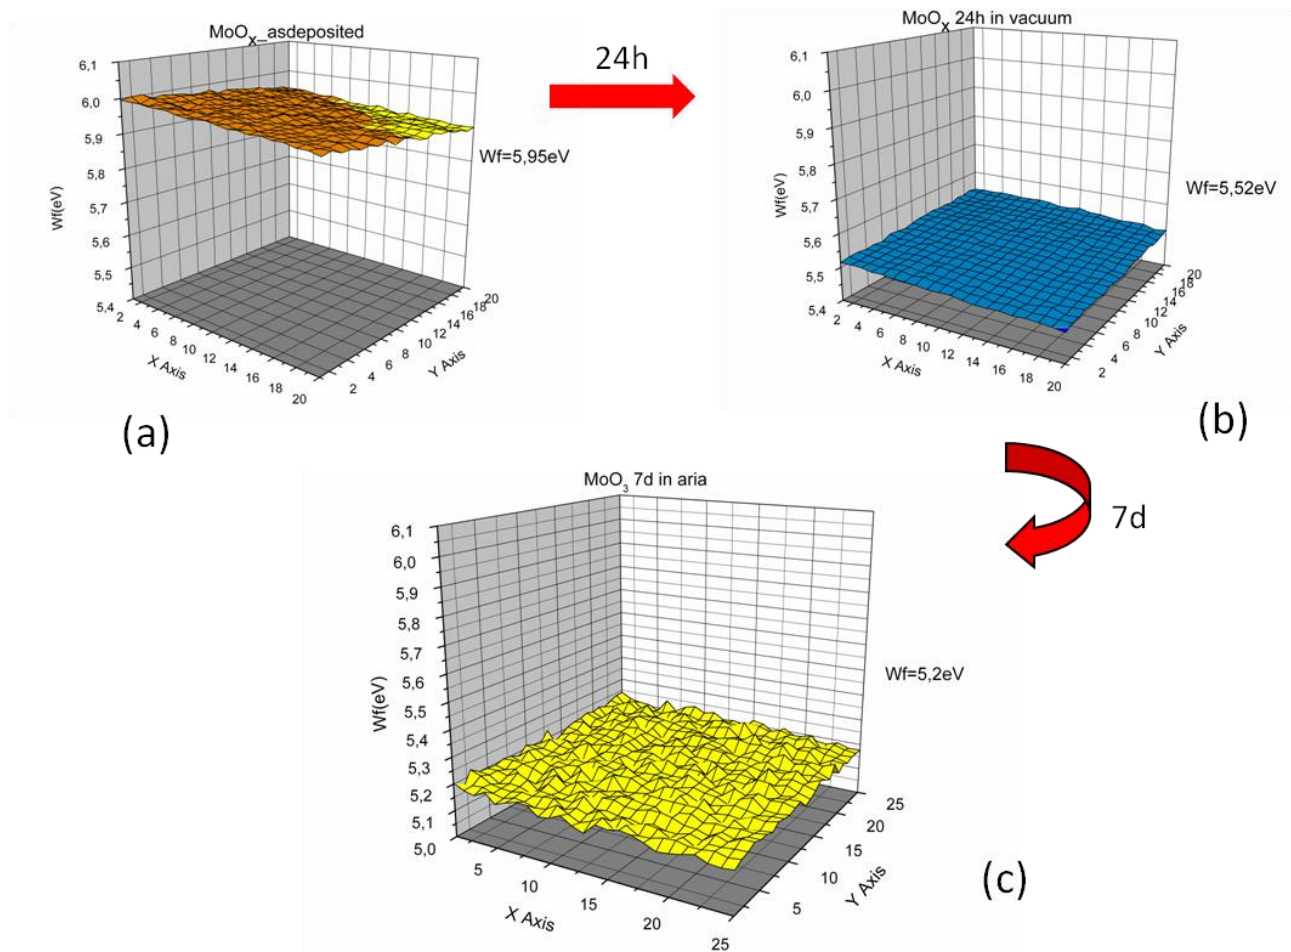 MoOx_asdeposited
6,1
6,0
5,9
5,8
5,7
5,6
5,5
5,4
Wf(eV)
2 4 6 8 10 12 14 16 18 20
X Axis
2 4 6 8 10 12 14 16 18 20
Y Axis
Wf=5,95eV
(a)
24h
MoOx 24h in vacuum
6,1
6,0
5,9
5,8
5,7
5,6
5,5
5,4
Wf(eV)
2 4 6 8 10 12 14 16 18 20
X Axis
2 4 6 8 10 12 14 16 18 20
Y Axis
Wf=5,52eV
(b)
7d
MoO3 7d in aria
6,1
6,0
5,9
5,8
5,7
5,6
5,5
5,4
5,3
5,2
5,1
5,0
Wf(eV)
5 10 15 20 25
X Axis
5 10 15 20 25
Y Axis
Wf=5,2eV
(c)